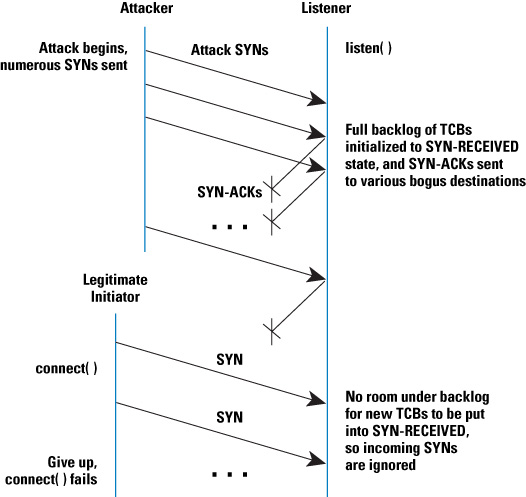 Attacker
Listener
Attack begins,
numerous SYNs sent
Attack SYNs
listen( )
Full backlog of TCBs
initialized to SYN-RECEIVED
state, and SYN-ACKs sent
to various bogus destinations
SYN-ACKs
. . .
Legitimate
Initiator
connect( )
SYN
SYN
No room under backlog
for new TCBs to be put
into SYN-RECEIVED,
so incoming SYNs
are ignored
Give up,
connect( ) fails
. . .